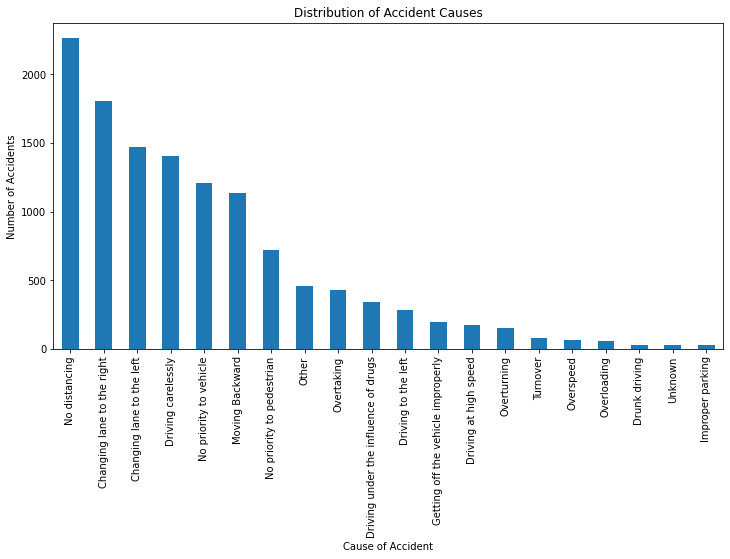 Distribution of Accident Causes
Number of Accidents
2000
1500
1000
500
0
No distancing
Changing lane to the right
Changing lane to the left
Driving carelessly
No priority to vehicle
Moving Backward
No priority to pedestrian
Other
Overtaking
Driving under the influence of drugs
Driving to the left
Getting off the vehicle improperly
Driving at high speed
Overturning
Turnover
Overspeed
Overloading
Drunk driving
Unknown
Improper parking
Cause of Accident